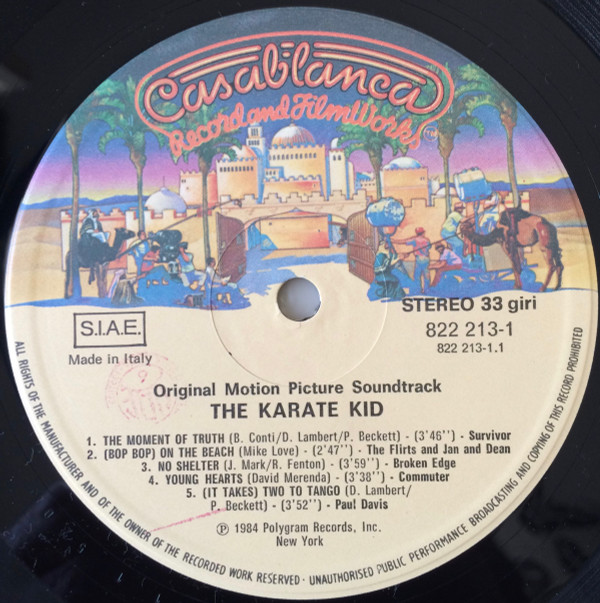 Casablanca
Record and FilmWorks
TM
STEREO 33 giri
S.I.A.E.
822 213-1
Made in Italy
822 213-1.1
Original Motion Picture Soundtrack
THE KARATE KID
1. THE MOMENT OF TRUTH (B. Conti/D. Lambert/P. Beckett) - (3'46'') - Survivor
2. (BOP BOP) ON THE BEACH (Mike Love) - (2'47'') - The Flirts and Jan and Dean
3. NO SHELTER (J. Mark/R. Fenton) - (3'59'') - Broken Edge
4. YOUNG HEARTS (David Merenda) - (3'38'') - Commuter
5. (IT TAKES) TWO TO TANGO (D. Lambert/
P. Beckett) - (3'52'') - Paul Davis
℗ 1984 Polygram Records, Inc.
New York
ALL RIGHTS OF THE MANUFACTURER AND OF THE OWNER OF THE RECORDED WORK RESERVED · UNAUTHORISED PUBLIC PERFORMANCE BROADCASTING AND COPYING OF THIS RECORD PROHIBITED